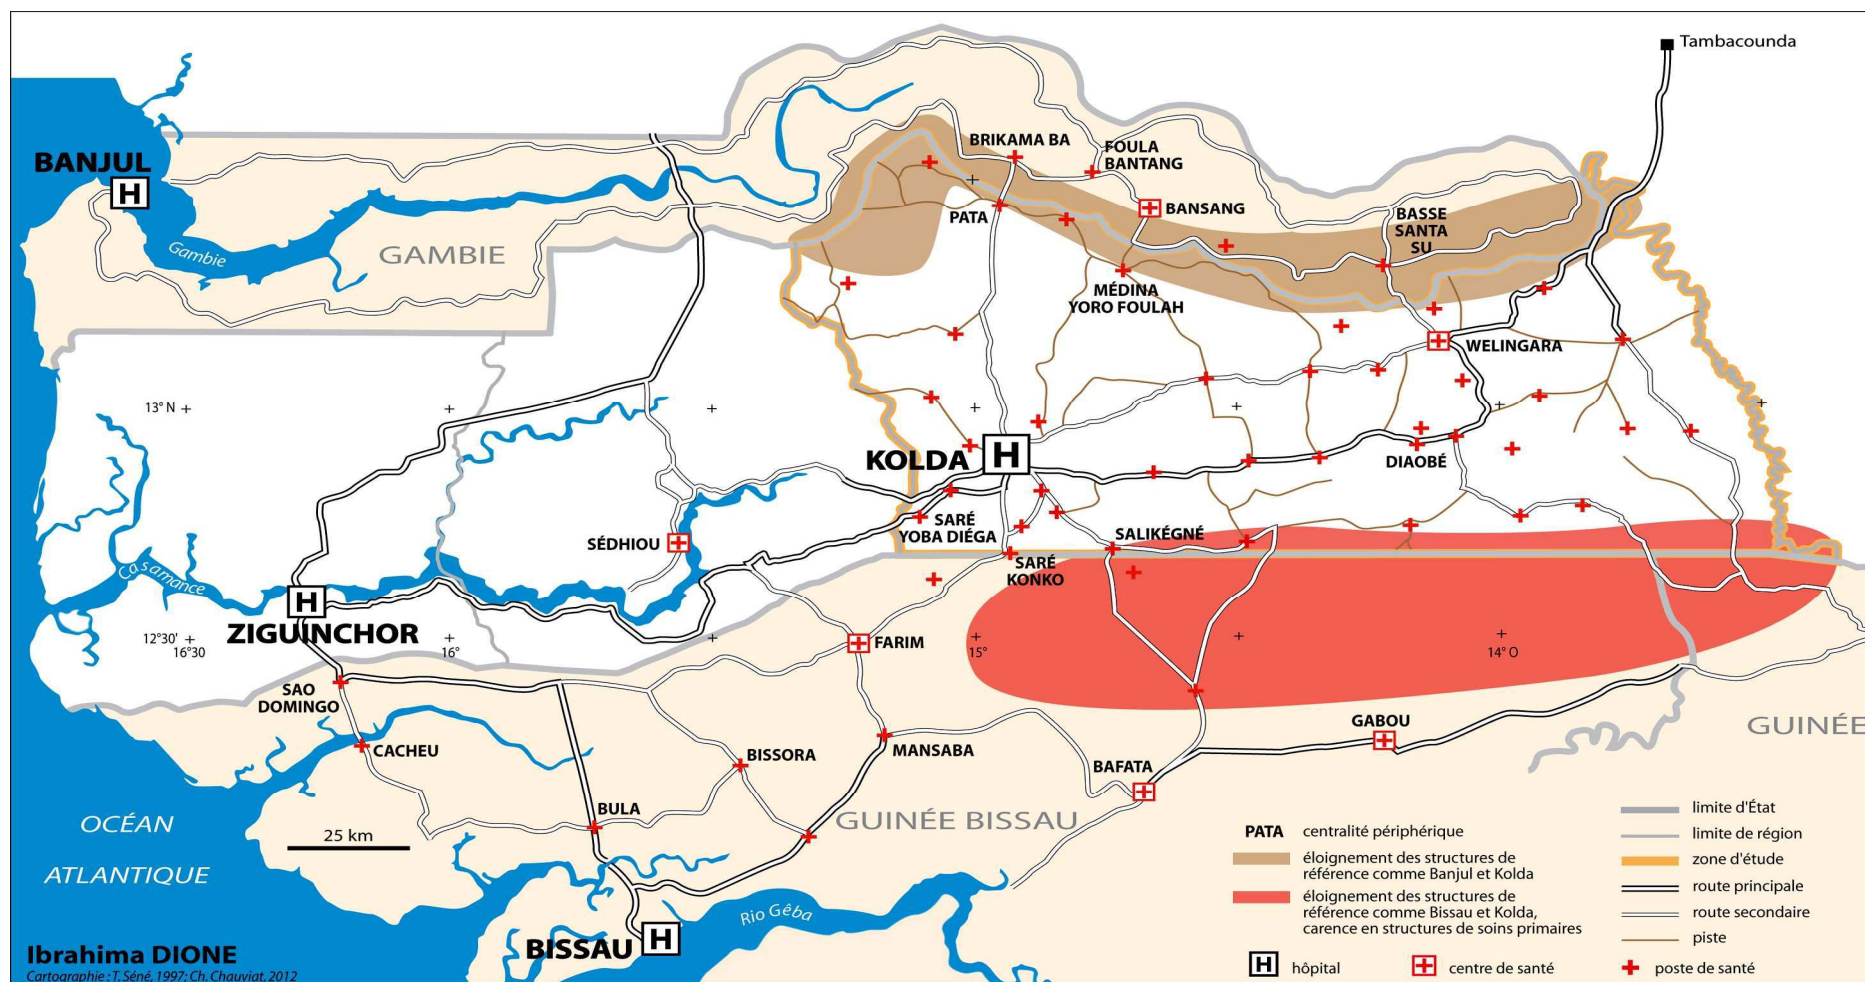 Tambacounda
BRIKAMA BA
FOULA
BANTANG
BANJUL
H
PATA
BANSANG
BASSE
SANTA
SU
Gambie
GAMBIE
MÉDINA
YORO FOULAH
WELINGARA
13° N
KOLDA
H
DIAOBÉ
SARÉ
YOBA DIÉGA
SALIKÉGNÉ
SÉDHIOU
SARÉ
KONKO
Casamance
H
ZIGUINCHOR
12°30'
16°30
16°
FARIM
15°
14° O
SAO
DOMINGO
GABOU
GUINÉE
CACHEU
BISSORA
MANSABA
BAFATA
BULA
GUINÉE BISSAU
OCÉAN
ATLANTIQUE
25 km
Rio Gêba
BISSAU
H
Ibrahima DIONE
Cartographie : T. Séné, 1997; Ch. Chauviat, 2012
PATA centralité périphérique
éloignement des structures de
référence comme Banjul et Kolda
éloignement des structures de
référence comme Bissau et Kolda,
carence en structures de soins primaires
H hôpital
centre de santé
limite d'État
limite de région
zone d'étude
route principale
route secondaire
piste
poste de santé